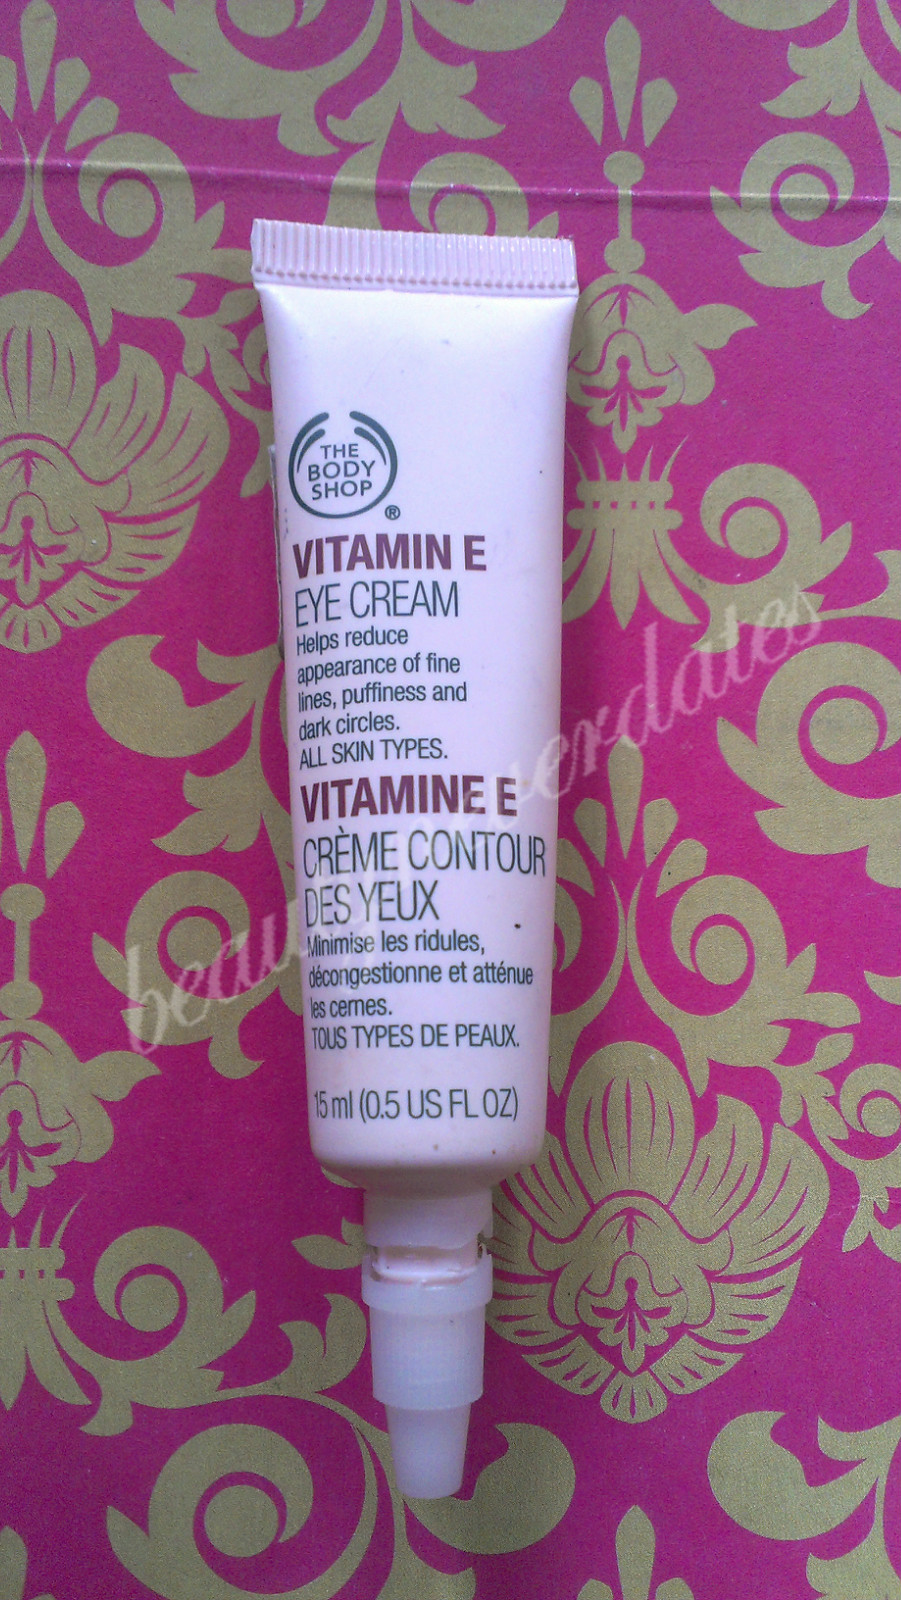 THE
BODY
SHOP
®
VITAMIN E
EYE CREAM
Helps reduce
appearance of fine
lines, puffiness and
dark circles.
ALL SKIN TYPES.
VITAMINE E
CRÈME CONTOUR
DES YEUX
Minimise les ridules,
décongestionne et atténue
les cernes.
TOUS TYPES DE PEAUX.
15 ml (0.5 US FL OZ)